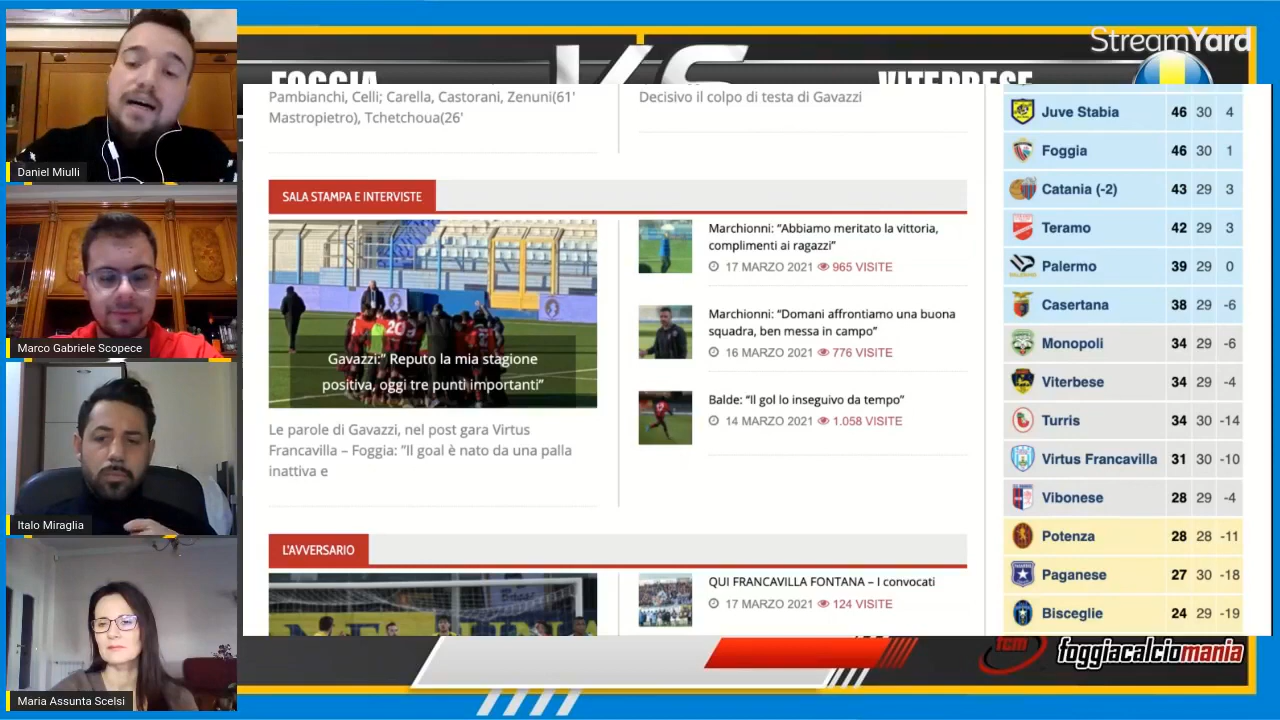 StreamYard
FOGGIA
VS
VITERBESE
Daniel Miulli
Marco Gabriele Scopece
Italo Miraglia
Maria Assunta Scelsi
Pambianchi, Celli; Carella, Castorani, Zenuni(61'
Mastropietro), Tchetchoua(26'
Decisivo il colpo di testa di Gavazzi
SALA STAMPA E INTERVISTE
20
Gavazzi:” Reputo la mia stagione
positiva, oggi tre punti importanti”
Le parole di Gavazzi, nel post gara Virtus
Francavilla – Foggia: ”Il goal è nato da una palla
inattiva e
Marchionni: “Abbiamo meritato la vittoria,
complimenti ai ragazzi”
17 MARZO 2021 965 VISITE
Marchionni: “Domani affrontiamo una buona
squadra, ben messa in campo”
16 MARZO 2021 776 VISITE
Balde: “Il gol lo inseguivo da tempo”
14 MARZO 2021 1.058 VISITE
L'AVVERSARIO
QUI FRANCAVILLA FONTANA – I convocati
17 MARZO 2021 124 VISITE
Juve Stabia 46 30 4
Foggia 46 30 1
Catania (-2) 43 29 3
Teramo 42 29 3
Palermo 39 29 0
Casertana 38 29 -6
Monopoli 34 29 -6
Viterbese 34 29 -4
Turris 34 30 -14
Virtus Francavilla 31 30 -10
Vibonese 28 29 -4
Potenza 28 28 -11
Paganese 27 30 -18
Bisceglie 24 29 -19
fcm
foggiacalciomania